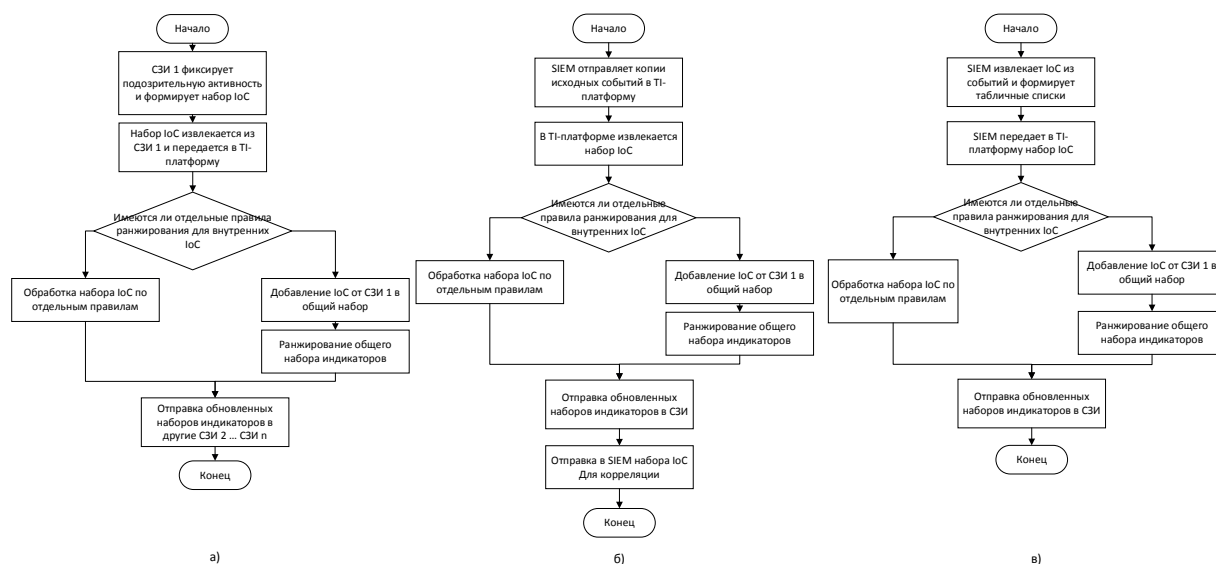 Начало
СЗИ 1 фиксирует
подозрительную активность
и формирует набор IoC
Набор IoC извлекается из
СЗИ 1 и передается в TI-
платформу
Имеются ли отдельные правила
ранжирования для внутренних
IoC
Обработка набора IoC по
отдельным правилам
Добавление IoC от СЗИ 1 в
общий набор
Ранжирование общего
набора индикаторов
Отправка обновленных
наборов индикаторов в
другие СЗИ 2 ... СЗИ n
Конец
а)
Начало
SIEM отправляет копии
исходных событий в TI-
платформу
В TI-платформе извлекается
набор IoC
Имеются ли отдельные
правила ранжирования для
внутренних IoC
Обработка набора IoC по
отдельным правилам
Добавление IoC от СЗИ 1 в
общий набор
Ранжирование общего
набора индикаторов
Отправка обновленных
наборов индикаторов в СЗИ
Отправка в SIEM набора IoC
Для корреляции
Конец
б)
Начало
SIEM извлекает IoC из
событий и формирует
табличные списки
SIEM передает в TI-
платформу набор IoC
Имеются ли отдельные
правила ранжирования для
внутренних IoC
Обработка набора IoC по
отдельным правилам
Добавление IoC от СЗИ 1 в
общий набор
Ранжирование общего
набора индикаторов
Отправка обновленных
наборов индикаторов в СЗИ
Конец
в)